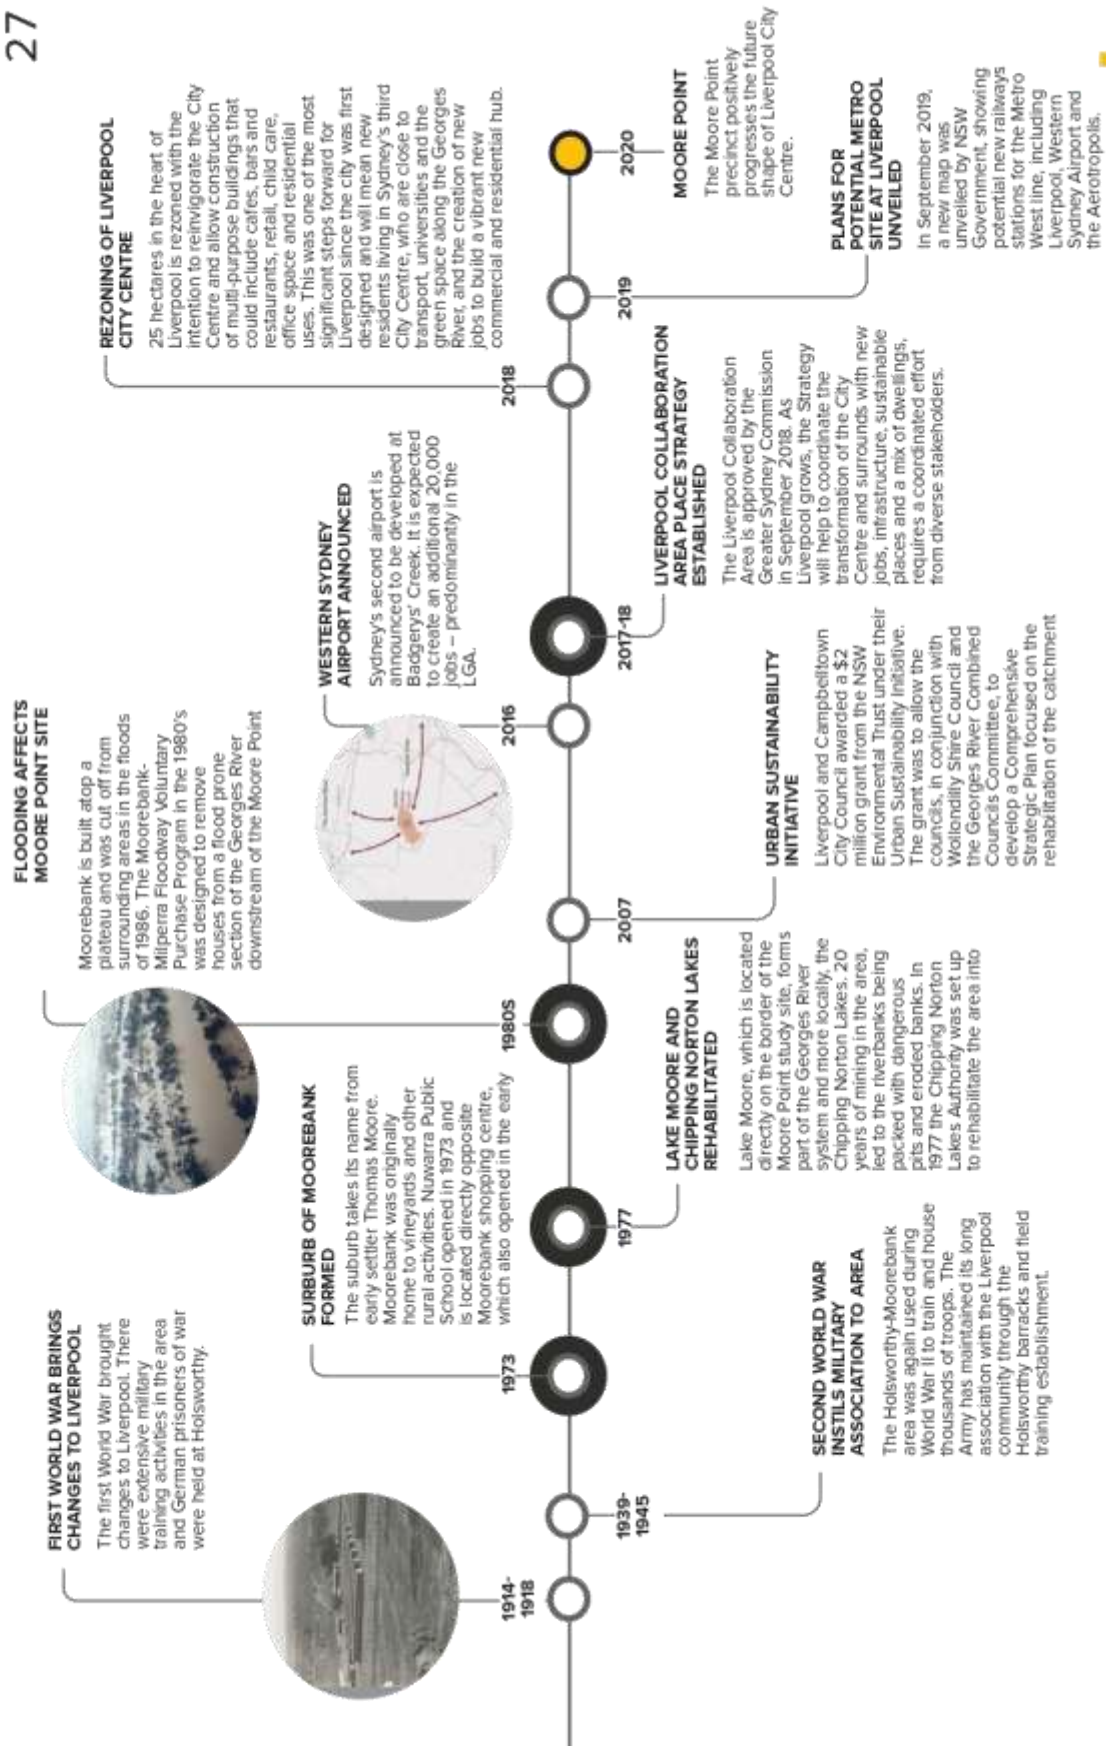 27
FIRST WORLD WAR BRINGS
CHANGES TO LIVERPOOL
The first World War brought
changes to Liverpool. There
were extensive military
training activities in the area
and German prisoners of war
were held at Holsworthy.
1914-
1918
1939-
1945
SECOND WORLD WAR
INSTILS MILITARY
ASSOCIATION TO AREA
The Holsworthy-Moorebank
area was again used during
World War II to train and house
thousands of troops. The
Army has maintained its long
association with the Liverpool
community through the
Holsworthy barracks and field
training establishment.
SURBURB OF MOOREBANK
FORMED
The suburb takes its name from
early settler Thomas Moore.
Moorebank was originally
home to vineyards and other
rural activities. Nuwarra Public
School opened in 1973 and
is located directly opposite
Moorebank shopping centre,
which also opened in the early
1973
1977
LAKE MOORE AND
CHIPPING NORTON LAKES
REHABILITATED
Lake Moore, which is located
directly on the border of the
Moore Point study site, forms
part of the Georges River
system and more locally, the
Chipping Norton Lakes. 20
years of mining in the area,
led to the riverbanks being
packed with dangerous
pits and eroded banks. In
1977 the Chipping Norton
Lakes Authority was set up
to rehabilitate the area into
FLOODING AFFECTS
MOORE POINT SITE
Moorebank is built atop a
plateau and was cut off from
surrounding areas in the floods
of 1986. The Moorebank-
Milperra Floodway Voluntary
Purchase Program in the 1980's
was designed to remove
houses from a flood prone
section of the Georges River
downstream of the Moore Point
1980S
2007
URBAN SUSTAINABILITY
INITIATIVE
Liverpool and Campbelltown
City Council awarded a $2
million grant from the NSW
Environmental Trust under their
Urban Sustainability Initiative.
The grant was to allow the
councils, in conjunction with
Wollondilly Shire Council and
the Georges River Combined
Councils Committee, to
develop a Comprehensive
Strategic Plan focused on the
rehabilitation of the catchment
WESTERN SYDNEY
AIRPORT ANNOUNCED
Sydney's second airport is
announced to be developed at
Badgerys' Creek. It is expected
to create an additional 20,000
jobs – predominantly in the
LGA.
2016
2017-18
LIVERPOOL COLLABORATION
AREA PLACE STRATEGY
ESTABLISHED
The Liverpool Collaboration
Area is approved by the
Greater Sydney Commission
in September 2018. As
Liverpool grows, the Strategy
will help to coordinate the
transformation of the City
Centre and surrounds with new
jobs, infrastructure, sustainable
places and a mix of dwellings,
requires a coordinated effort
from diverse stakeholders.
REZONING OF LIVERPOOL
CITY CENTRE
25 hectares in the heart of
Liverpool is rezoned with the
intention to reinvigorate the City
Centre and allow construction
of multi-purpose buildings that
could include cafes, bars and
restaurants, retail, child care,
office space and residential
uses. This was one of the most
significant steps forward for
Liverpool since the city was first
designed and will mean new
residents living in Sydney's third
City Centre, who are close to
transport, universities and the
green space along the Georges
River, and the creation of new
jobs to build a vibrant new
commercial and residential hub.
2018
2019
PLANS FOR
POTENTIAL METRO
SITE AT LIVERPOOL
UNVEILED
In September 2019,
a new map was
unveiled by NSW
Government, showing
potential new railways
stations for the Metro
West line, including
Liverpool, Western
Sydney Airport and
the Aerotropolis.
2020
MOORE POINT
The Moore Point
precinct positively
progresses the future
shape of Liverpool City
Centre.